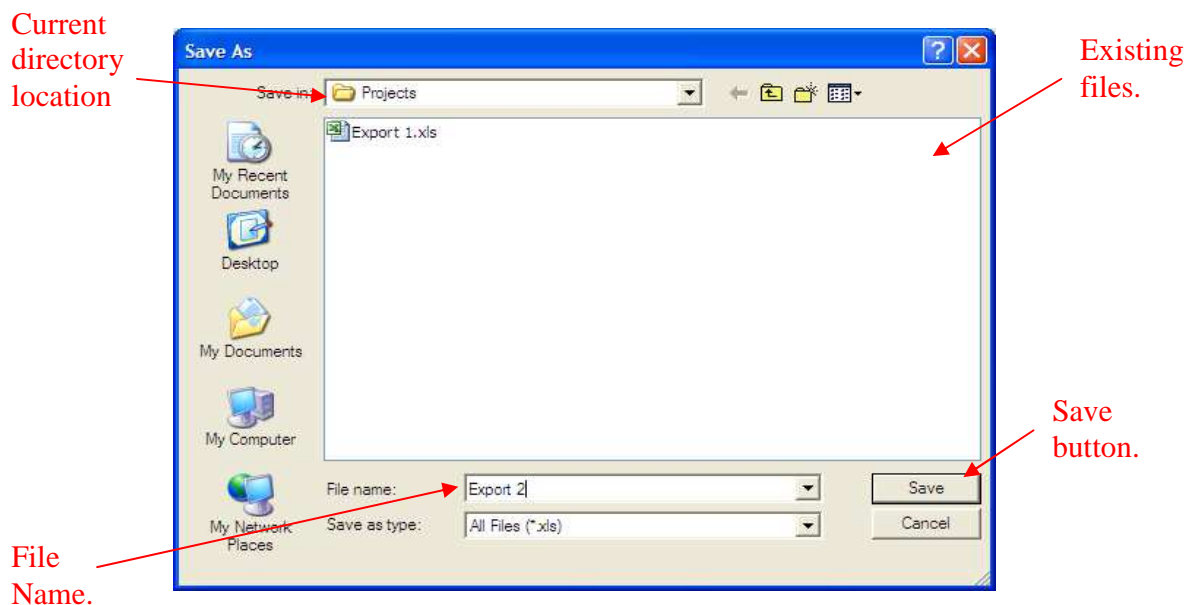 Current
directory
location
Save As
Existing
files.
Save in:
Projects
Export 1.xls
My Recent
Documents
Desktop
My Documents
My Computer
My Network
Places
File name:
Export 2
Save as type:
All Files (*.xls)
Save
Cancel
Save
button.
File
Name.